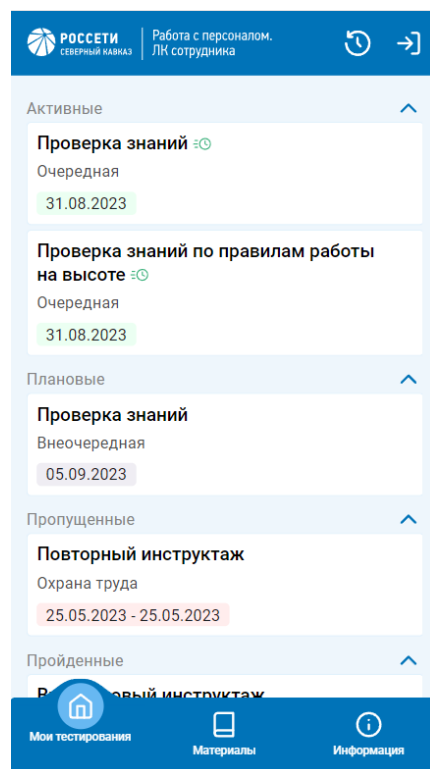 РОССЕТИ
СЕВЕРНЫЙ КАВКАЗ
Работа с персоналом.
ЛК сотрудника
Активные
Проверка знаний
Очередная
31.08.2023
Проверка знаний по правилам работы
на высоте
Очередная
31.08.2023
Плановые
Проверка знаний
Внеочередная
05.09.2023
Пропущенные
Повторный инструктаж
Охрана труда
25.05.2023 - 25.05.2023
Пройденные
инструктаж
Мои тестирования
Материалы
Информация